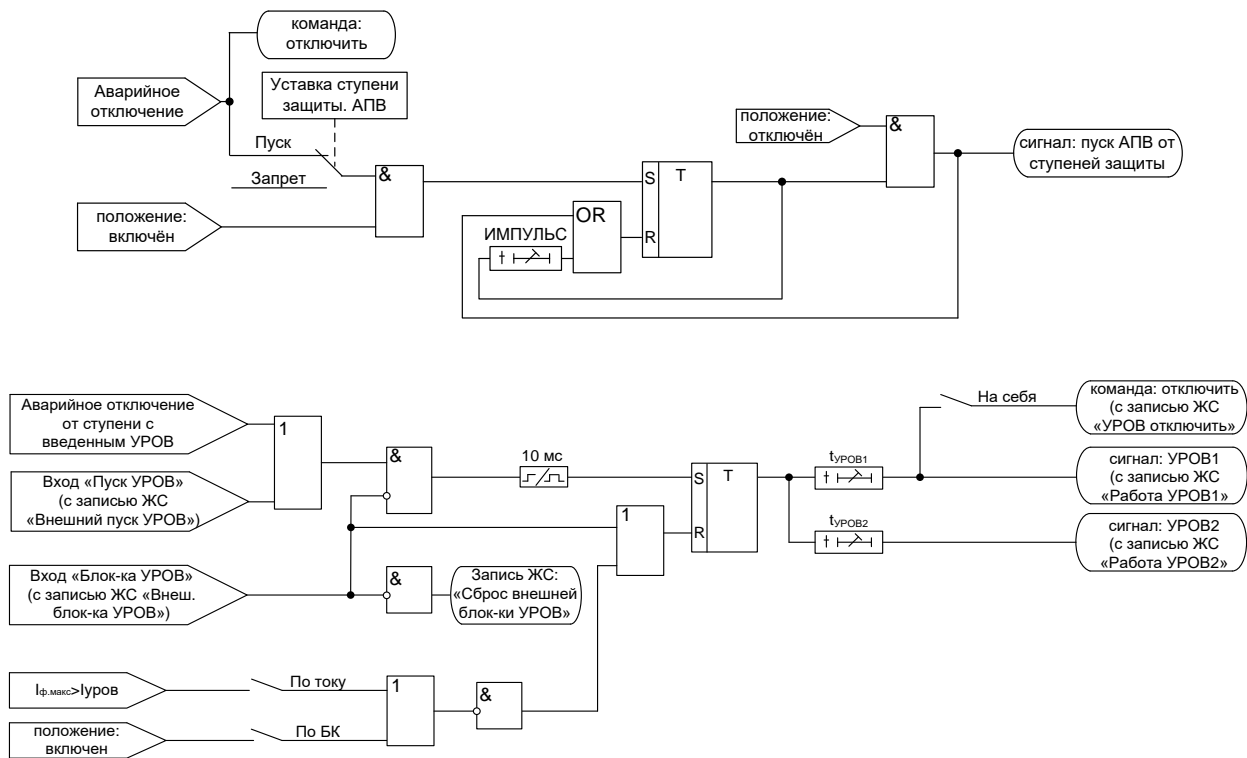 команда:
отключить
Аварийное
отключение
Уставка ступени
защиты. АПВ
Пуск
Запрет
положение:
включён
&
S T
R
OR
ИМПУЛЬС
t
положение:
отключён
&
сигнал: пуск АПВ от
ступеней защиты
Аварийное отключение
от ступени с
введенным УРОВ
Вход «Пуск УРОВ»
(с записью ЖС
«Внешний пуск УРОВ»)
1
&
10 мс
S T
R
1
Вход «Блок-ка УРОВ»
(с записью ЖС «Внеш.
блок-ка УРОВ»)
&
Запись ЖС:
«Сброс внешней
блок-ки УРОВ»
tУРОВ1
t
tУРОВ2
t
На себя
команда: отключить
(с записью ЖС
«УРОВ отключить»
сигнал: УРОВ1
(с записью ЖС
«Работа УРОВ1»
сигнал: УРОВ2
(с записью ЖС
«Работа УРОВ2»
Iф.макс>Iуров
По току
положение:
включен
По БК
1
&